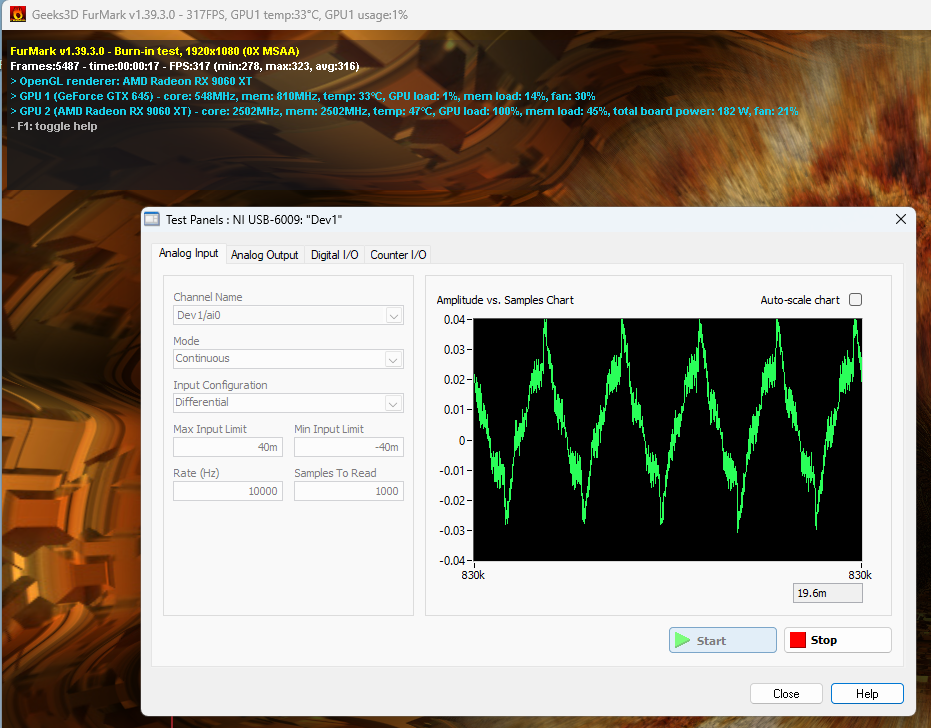 Geeks3D FurMark v1.39.3.0 - 317FPS, GPU1 temp:33°C, GPU1 usage:1%
FurMark v1.39.3.0 - Burn-in test, 1920x1080 (0X MSAA)
Frames:5487 - time:00:00:17 - FPS:317 (min:278, max:323, avg:316)
> OpenGL renderer: AMD Radeon RX 9060 XT
> GPU 1 (GeForce GTX 645) - core: 548MHz, mem: 810MHz, temp: 33°C, GPU load: 1%, mem load: 14%, fan: 30%
> GPU 2 (AMD Radeon RX 9060 XT) - core: 2502MHz, mem: 2502MHz, temp: 47°C, GPU load: 100%, mem load: 45%, total board power: 182 W, fan: 21%
- F1: toggle help
Test Panels : NI USB-6009: "Dev1"
Analog Input Analog Output Digital I/O Counter I/O
Channel Name
Dev1/ai0
Mode
Continuous
Input Configuration
Differential
Max Input Limit Min Input Limit
40m -40m
Rate (Hz) Samples To Read
10000 1000
Amplitude vs. Samples Chart Auto-scale chart
0.04
0.03
0.02
0.01
0
-0.01
-0.02
-0.03
-0.04
830k 830k
19.6m
Start Stop
Close Help